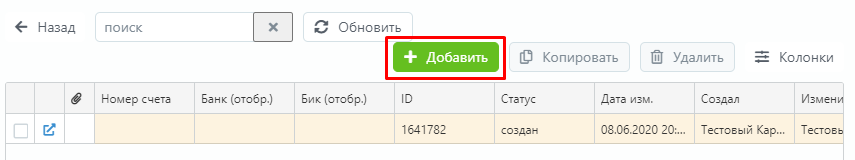 Назад поиск Обновить
Добавить Копировать Удалить Колонки
Номер счета Банк (отобр.) Бик (отобр.) ID Статус Дата изм. Создал Измени
1641782 создан 08.06.2020 20:... Тестовый Кар... Тестовь